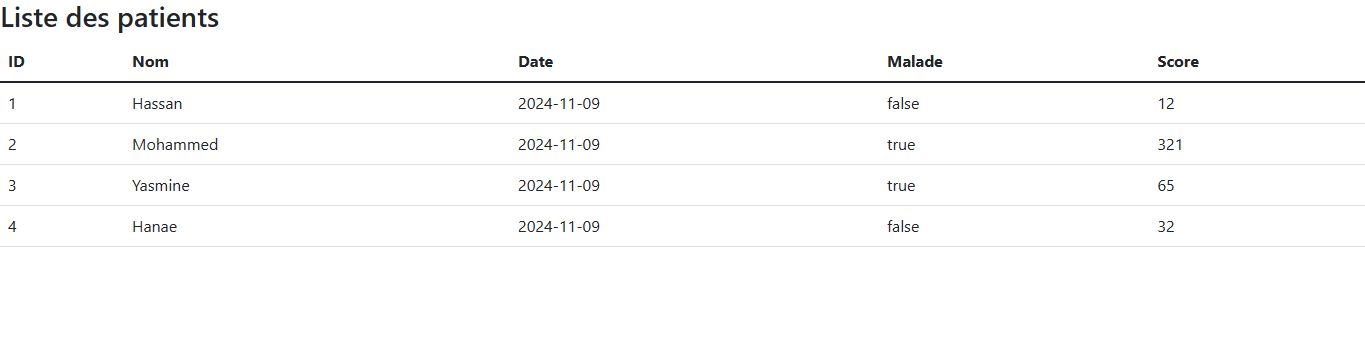 Liste des patients
ID Nom Date Malade Score
1 Hassan 2024-11-09 false 12
2 Mohammed 2024-11-09 true 321
3 Yasmine 2024-11-09 true 65
4 Hanae 2024-11-09 false 32